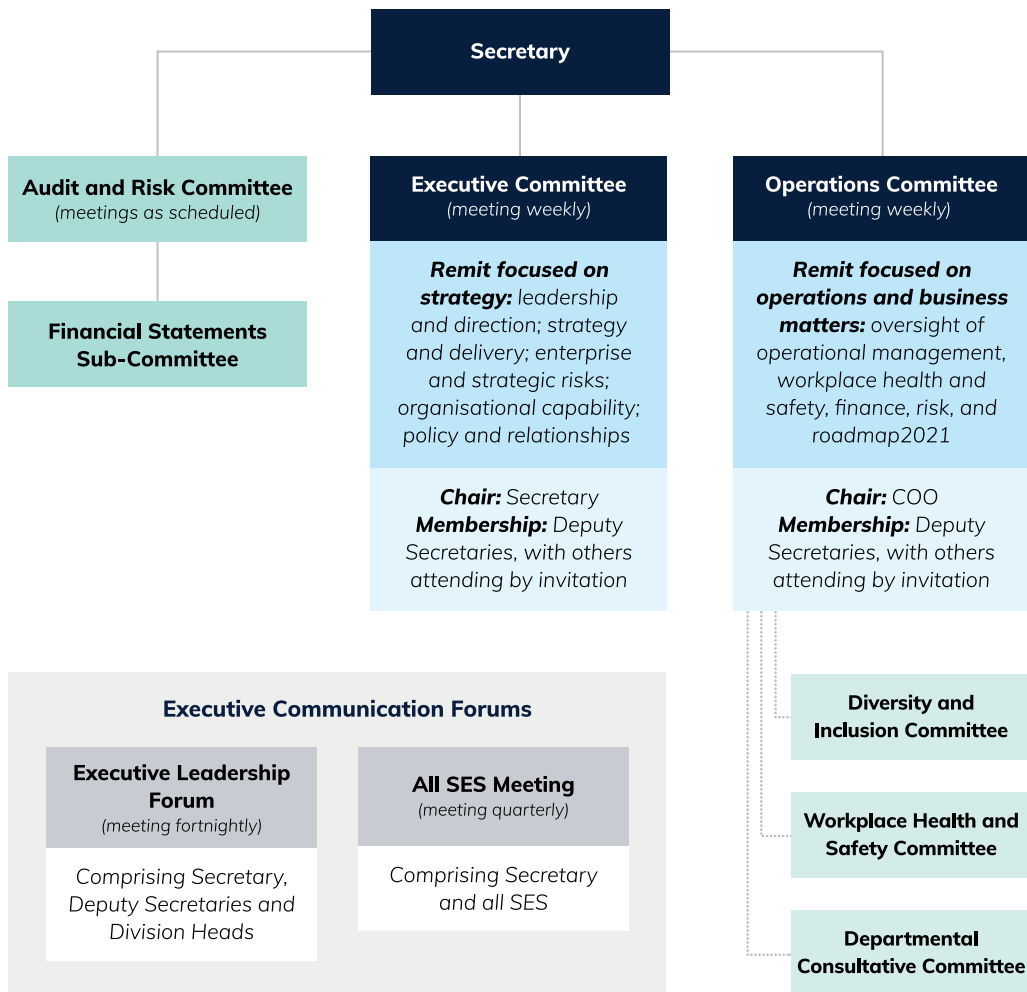 Secretary
Audit and Risk Committee
(meetings as scheduled)
Financial Statements
Sub-Committee
Executive Committee
(meeting weekly)
Remit focused on
strategy: leadership
and direction; strategy
and delivery; enterprise
and strategic risks;
organisational capability;
policy and relationships
Chair: Secretary
Membership: Deputy
Secretaries, with others
attending by invitation
Operations Committee
(meeting weekly)
Remit focused on
operations and business
matters: oversight of
operational management,
workplace health and
safety, finance, risk, and
roadmap2021
Chair: COO
Membership: Deputy
Secretaries, with others
attending by invitation
Diversity and
Inclusion Committee
Workplace Health and
Safety Committee
Departmental
Consultative Committee
Executive Communication Forums
Executive Leadership
Forum
(meeting fortnightly)
Comprising Secretary,
Deputy Secretaries and
Division Heads
All SES Meeting
(meeting quarterly)
Comprising Secretary
and all SES